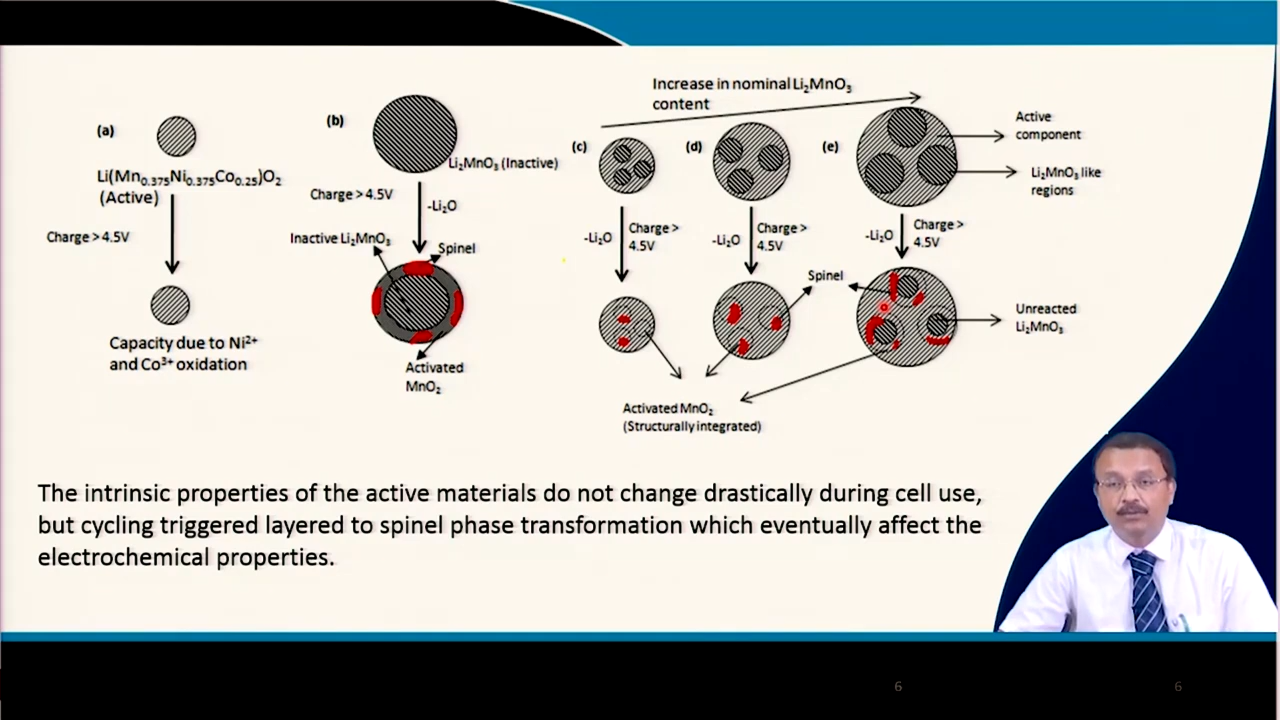 (a)
Li(Mn0.375Ni0.375Co0.25)O2
(Active)
Charge > 4.5V
Capacity due to Ni2+
and Co3+ oxidation
(b)
Li2MnO3 (Inactive)
Charge > 4.5V
-Li2O
Inactive Li2MnO3
Spinel
Activated
MnO2
Increase in nominal Li2MnO3
content
(c)
(d)
(e)
Active
component
Li2MnO3 like
regions
-Li2O
Charge >
4.5V
-Li2O
Charge >
4.5V
-Li2O
Charge >
4.5V
Spinel
Unreacted
Li2MnO3
Activated MnO2
(Structurally integrated)
The intrinsic properties of the active materials do not change drastically during cell use,
but cycling triggered layered to spinel phase transformation which eventually affect the
electrochemical properties.
6
6